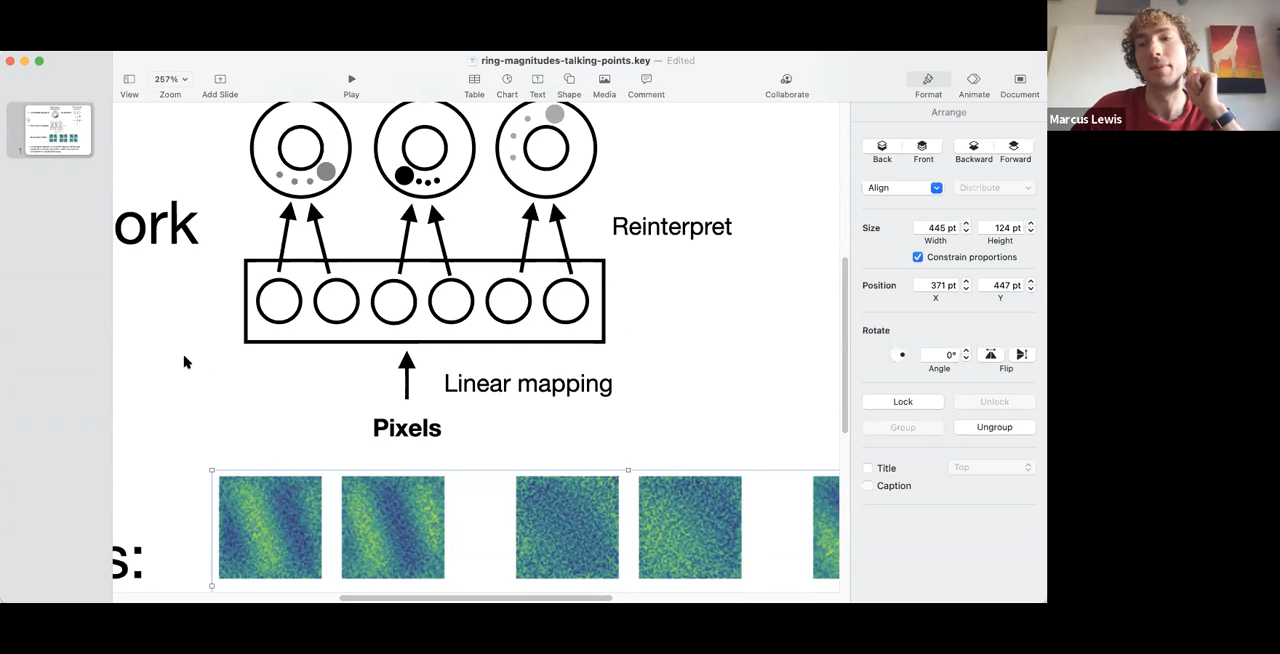 ring-magnitudes-talking-points.key — Edited
257%
View
Zoom
Add Slide
Play
Table
Chart
Text
Shape
Media
Comment
Collaborate
Format
Animate
Document
Marcus Lewis
1
ork
Reinterpret
Linear mapping
Pixels
s:
Arrange
Back
Front
Backward
Forward
Align
Distribute
Size
445 pt
124 pt
Width
Height
Constrain proportions
Position
371 pt
447 pt
X
Y
Rotate
0°
Angle
Flip
Lock
Unlock
Group
Ungroup
Title
Top
Caption